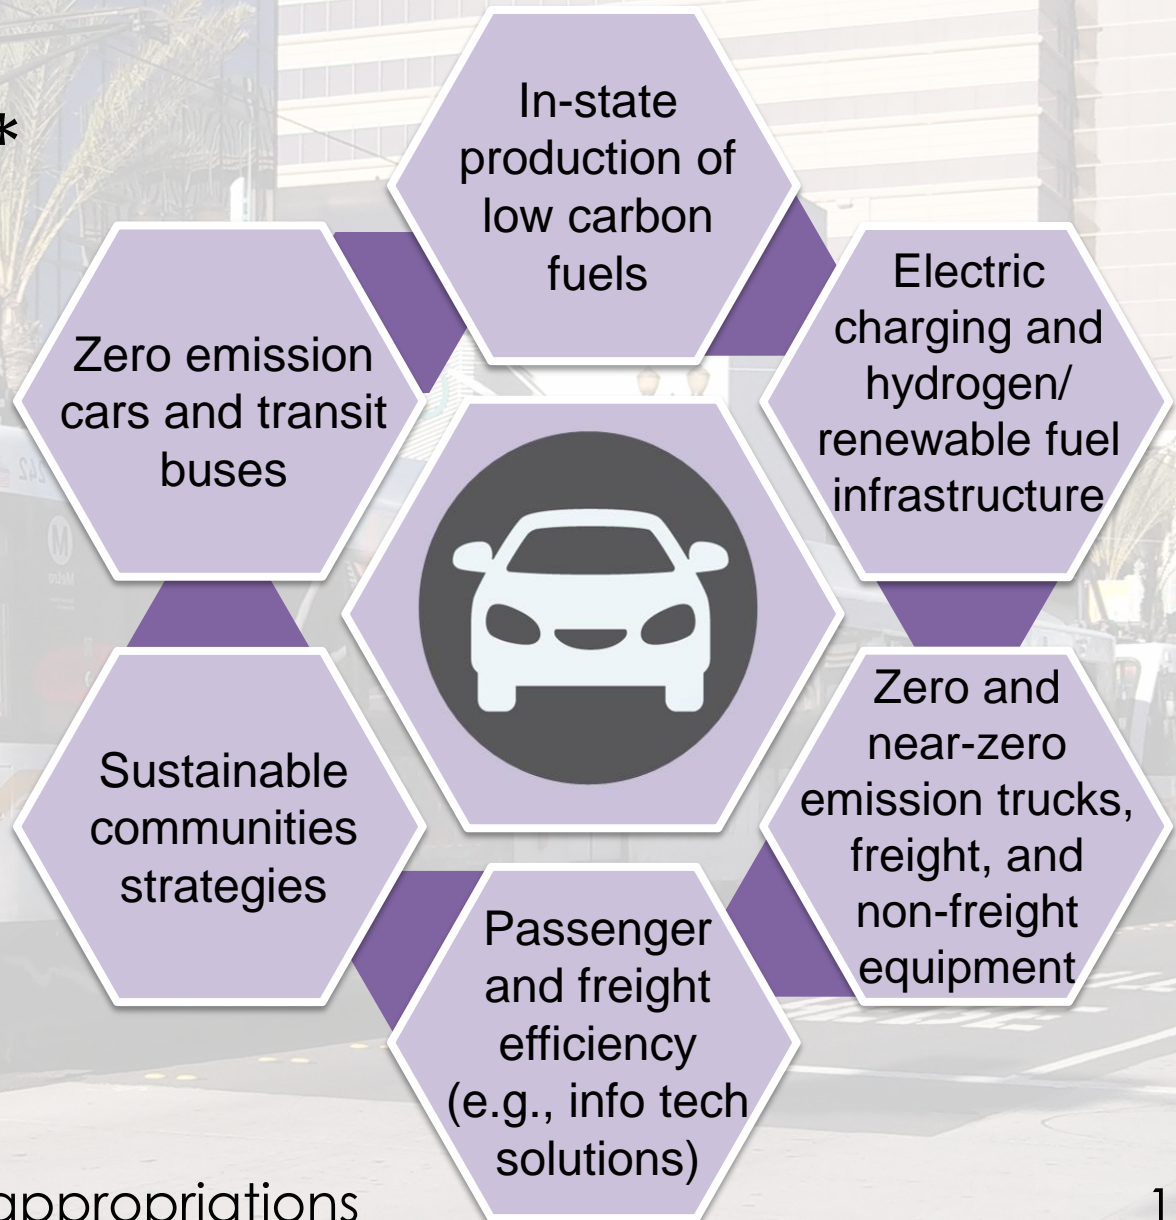 *
In-state
production of
low carbon
fuels
Electric
charging and
hydrogen/
renewable fuel
infrastructure
Zero and
near-zero
emission trucks,
freight, and
non-freight
equipment
Passenger
and freight
efficiency
(e.g., info tech
solutions)
Sustainable
communities
strategies
Zero emission
cars and transit
buses
242
M
Metro
appropriations
1